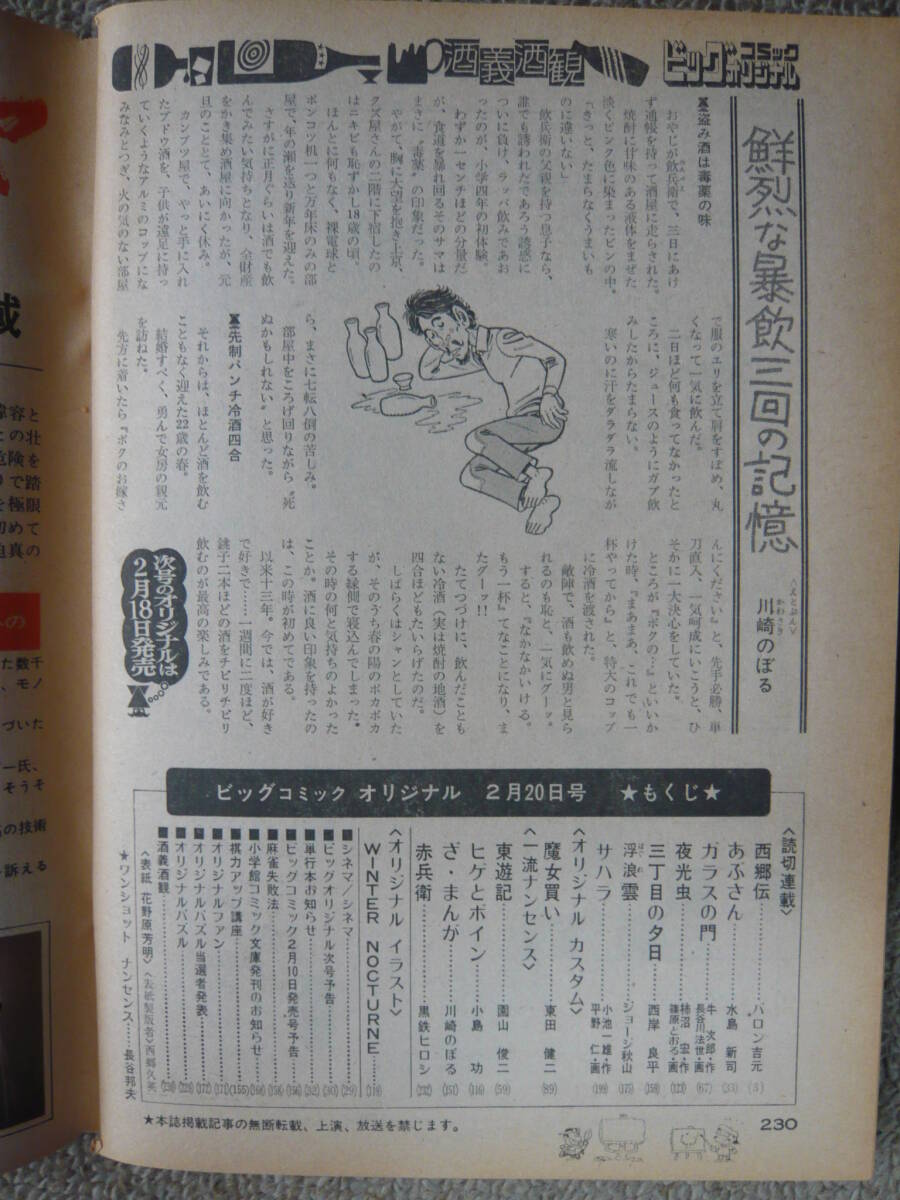 酒義酒観
ビッグコミックオリジナル
鮮烈な暴飲三回の記憶
〈えとぶん〉
川崎のぼる
かわさき
盗み酒は毒薬の味
おやじが飲兵衛で、三日にあけ
ず通帳を持って酒屋に走らされた。
焼酎に甘味のある液体をまぜた
淡くピンク色に染まったビンの中。
「きっと、たまらなくうまいも
のに違いない」
飲兵衛の父親を持つ息子なら、
誰でも誘われたであろう誘惑に
ついに負け、ラッパ飲みであお
ったのが、小学四年の初体験。
わずか一センチほどの分量だ
が、食道を暴れ回るそのサマは
まさに〝毒薬〟の印象だった。
やがて、胸に大望を抱き上京、
クズ屋さんの二階に下宿したの
はニキビも恥ずかし18歳の頃。
ほんとに何もなく、裸電球と
ポンコツ机一つと万年床のみの部
屋で、年の瀬を送り新年を迎えた。
さすがに正月ぐらいは酒でも飲
んでみたい気持ちとなり、全財産
をかき集め酒屋に向かったが、元
旦のこととて、あいにく休み。
カンブツ屋で、やっと手に入れ
たブドウ酒を、子供が遠足に持っ
ていくようなアルミのコップにな
みなみとつぎ、火の気のない部屋
で服のエリを立て肩をすぼめ、丸
くなって一気に飲んだ。
二日ほど何も食ってなかったと
ころに、ジュースのようにガブ飲
みしたからたまらない。
寒いのに汗をダラダラ流しなが
ら、まさに七転八倒の苦しみ。
部屋中をころげ回りながら〝死
ぬかもしれない〟と思った。
先制パンチ冷酒四合
それからは、ほとんど酒を飲む
こともなく迎えた22歳の春。
結婚すべく、勇んで女房の親元
を訪ねた。
先方に着いたら『ボクのお嫁さ
んにください』と、先手必勝、単
刀直入、一気呵成にいこうと、ひ
そかに一大決心をしていた。
ところが『ボクの…』といいか
けた時、『まあまあ、これでも一
杯やってから』と、特大のコップ
に冷酒を渡された。
敵陣で、酒も飲めぬ男と見ら
れるのも恥と、一気にグーッ。
すると、『なかなかいける。
もう一杯』てなことになり、ま
たグーッ!!
たてつづけに、飲んだことも
ない冷酒（実は焼時の地酒）を
四合ほどもたいらげたのだ。
しばらくはシャンとしていた
が、そのうち春の陽のポカポカ
する縁側で寝込んでしまった。
その時の何と気持ちのよかった
ことか。酒に良い印象を持ったの
は、この時が初めてである。
以来十三年。今では、酒が好き
で好きで……一週間に二度ほど、
銚子二本ほどの酒をチビリチビリ
飲むのが最高の楽しみである。
次号のオリジナルは
2月18日発売
ビッグコミック オリジナル 2月20日号 ★もくじ★
〈読切連載〉
西郷伝 バロン吉元 (5)
あぶさん 水島新司 (33)
ガラスの門 牛 次郎・作 長谷川法世・画 (67)
夜光虫 柿沼 宏・作 篠原とおる・画 (123)
三丁目の夕日 西岸良平 (159)
浮浪雲 ジョージ秋山 (175)
はぐれ
サハラ 小池一雄・作 平野 仁・画 (199)
〈オリジナル カスタム〉
魔女買い 東田健二 (89)
〈一流ナンセンス〉
東遊記 園山俊二 (59)
ヒゲとボイン 小島 功 (116)
ざ・まんが 川崎のぼる (151)
赤兵衛 黒鉄ヒロシ
〈オリジナル イラスト〉
WINTER NOCTURNE
■シネマ/シネマ (29)
■ビッグオリジナル次号予告
■単行本お知らせ
■ビッグコミック2月10日発売号予告
■麻雀失敗法
■小学館コミック文庫発刊のお知らせ
■棋力アップ講座 (155)
■オリジナルファン
■オリジナルパズル当選者発表
■オリジナルパズル
■酒義酒観
〈表紙 花野原芳明〉〈表紙製版者〉西郷久英
★ワンショット ナンセンス……長谷邦夫
★本誌掲載記事の無断転載、上演、放送を禁じます。
230